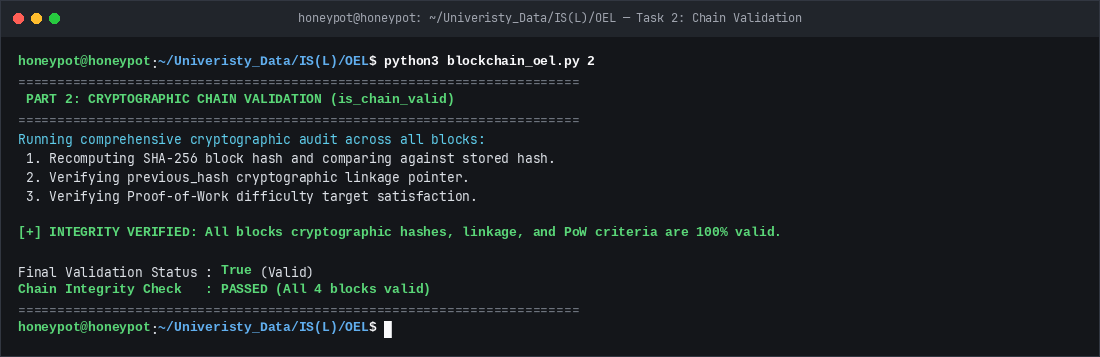 honeypot@honeypot: ~/Univeristy_Data/IS(L)/OEL — Task 2: Chain Validation
honeypot@honeypot:~/Univeristy_Data/IS(L)/OEL$ python3 blockchain_oel.py 2
========================================================================
PART 2: CRYPTOGRAPHIC CHAIN VALIDATION (is_chain_valid)
========================================================================
Running comprehensive cryptographic audit across all blocks:
1. Recomputing SHA-256 block hash and comparing against stored hash.
2. Verifying previous_hash cryptographic linkage pointer.
3. Verifying Proof-of-Work difficulty target satisfaction.
[+] INTEGRITY VERIFIED: All blocks cryptographic hashes, linkage, and PoW criteria are 100% valid.
Final Validation Status : True (Valid)
Chain Integrity Check   : PASSED (All 4 blocks valid)
========================================================================
honeypot@honeypot:~/Univeristy_Data/IS(L)/OEL$